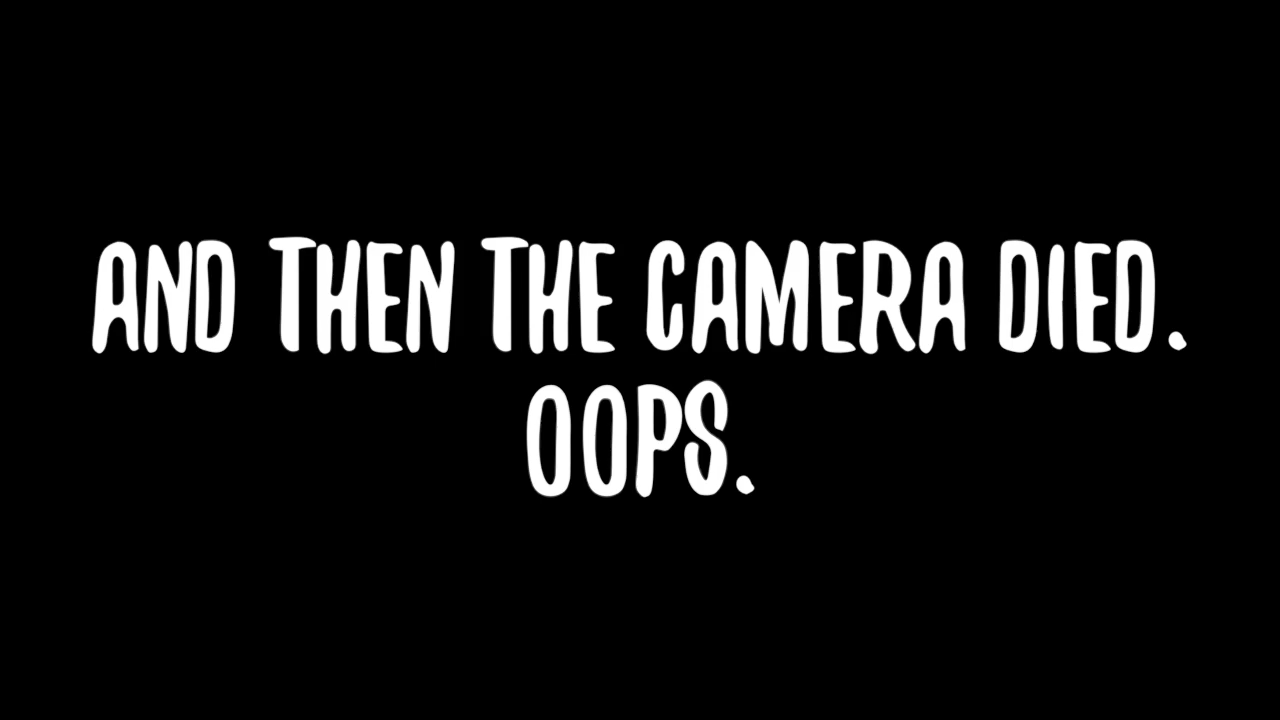 AND THEN THE CAMERA DIED.
OOPS.